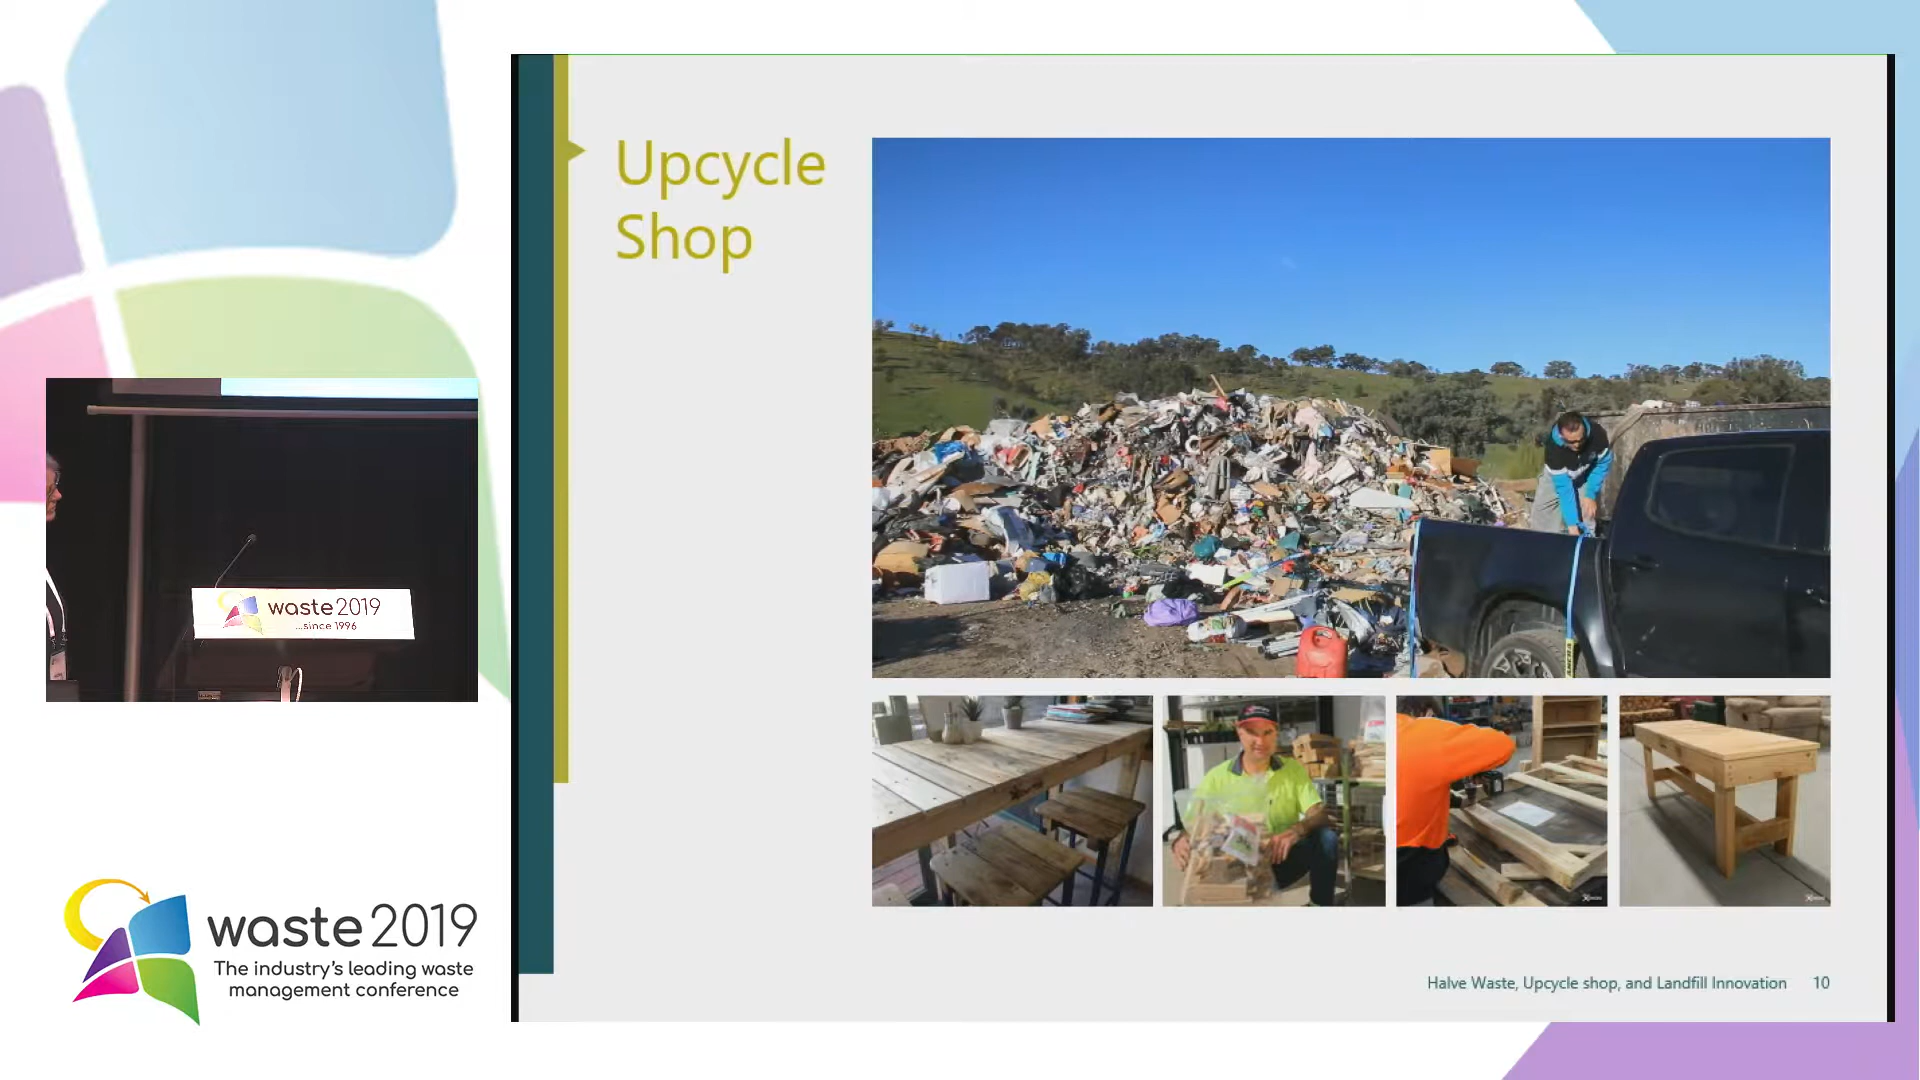 Upcycle
Shop
waste2019
...since 1996
waste2019
The industry's leading waste
management conference
Halve Waste, Upcycle shop, and Landfill Innovation 10